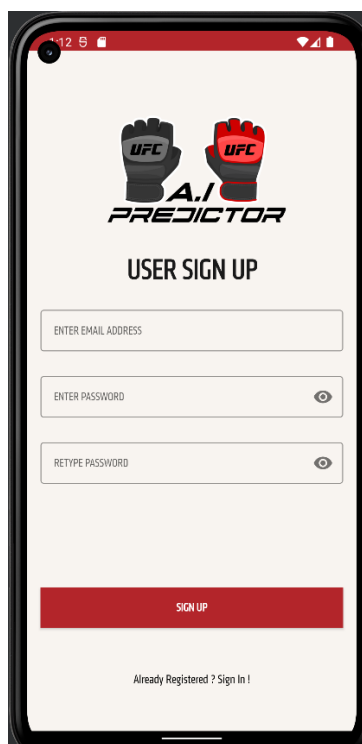 1:12
UFC UFC
A.I
PREDICTOR
USER SIGN UP
ENTER EMAIL ADDRESS
ENTER PASSWORD
RETYPE PASSWORD
SIGN UP
Already Registered ? Sign In !